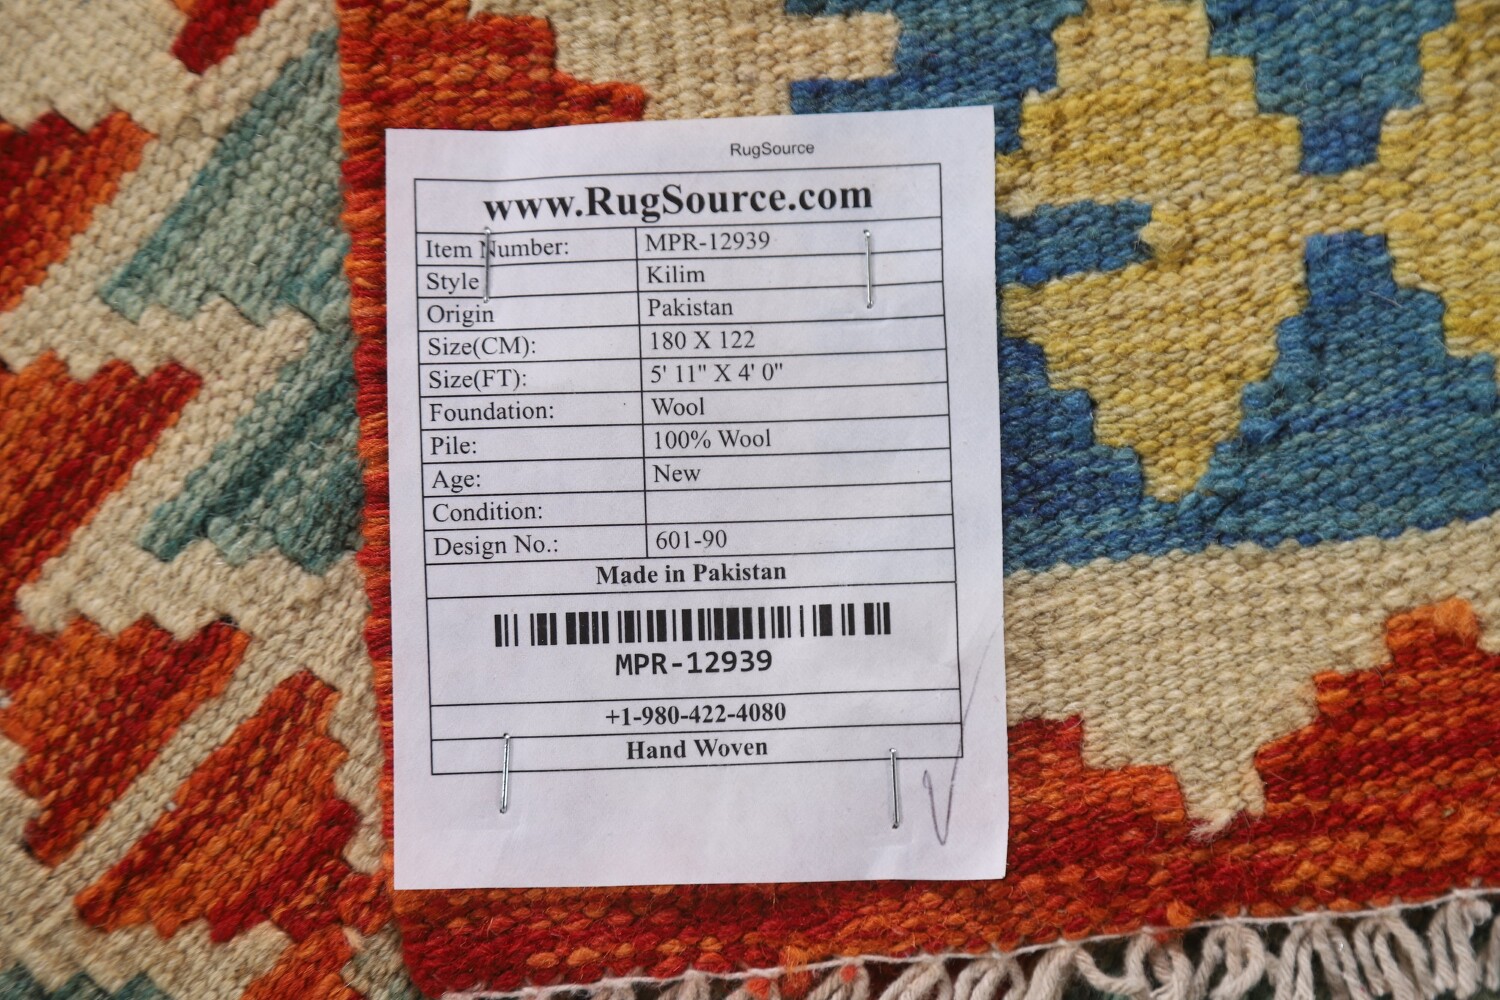 RugSource
www.RugSource.com
Item Number: MPR-12939
Style Kilim
Origin Pakistan
Size(CM): 180 X 122
Size(FT): 5' 11" X 4' 0"
Foundation: Wool
Pile: 100% Wool
Age: New
Condition:
Design No.: 601-90
Made in Pakistan
MPR-12939
+1-980-422-4080
Hand Woven